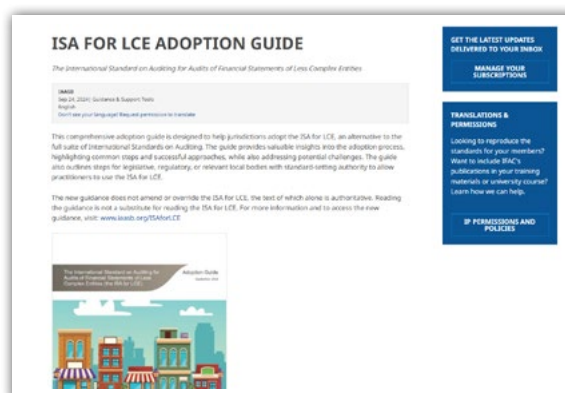 ISA FOR LCE ADOPTION GUIDE
The International Standard on Auditing for Audits of Financial Statements of Less Complex Entities
IAASB
Sep 24, 2024 | Guidance & Support Tools
English
Don't see your language? Request permission to translate
This comprehensive adoption guide is designed to help jurisdictions adopt the ISA for LCE, an alternative to the
full suite of International Standards on Auditing. The guide provides valuable insights into the adoption process,
highlighting common steps and successful approaches, while also addressing potential challenges. The guide
also outlines steps for legislative, regulatory, or relevant local bodies with standard-setting authority to allow
practitioners to use the ISA for LCE.
The new guidance does not amend or override the ISA for LCE, the text of which alone is authoritative. Reading
the guidance is not a substitute for reading the ISA for LCE. For more information and to access the new
guidance, visit: www.iaasb.org/ISAforLCE
The International Standard on Auditing for
Audits of Financial Statements of Less
Complex Entities (the ISA for LCE)
Adoption Guide
GET THE LATEST UPDATES
DELIVERED TO YOUR INBOX
MANAGE YOUR
SUBSCRIPTIONS
TRANSLATIONS &
PERMISSIONS
Looking to reproduce the
standards for your members?
Want to include IFAC's
publications in your training
materials or university course?
Learn how we can help.
IP PERMISSIONS AND
POLICIES